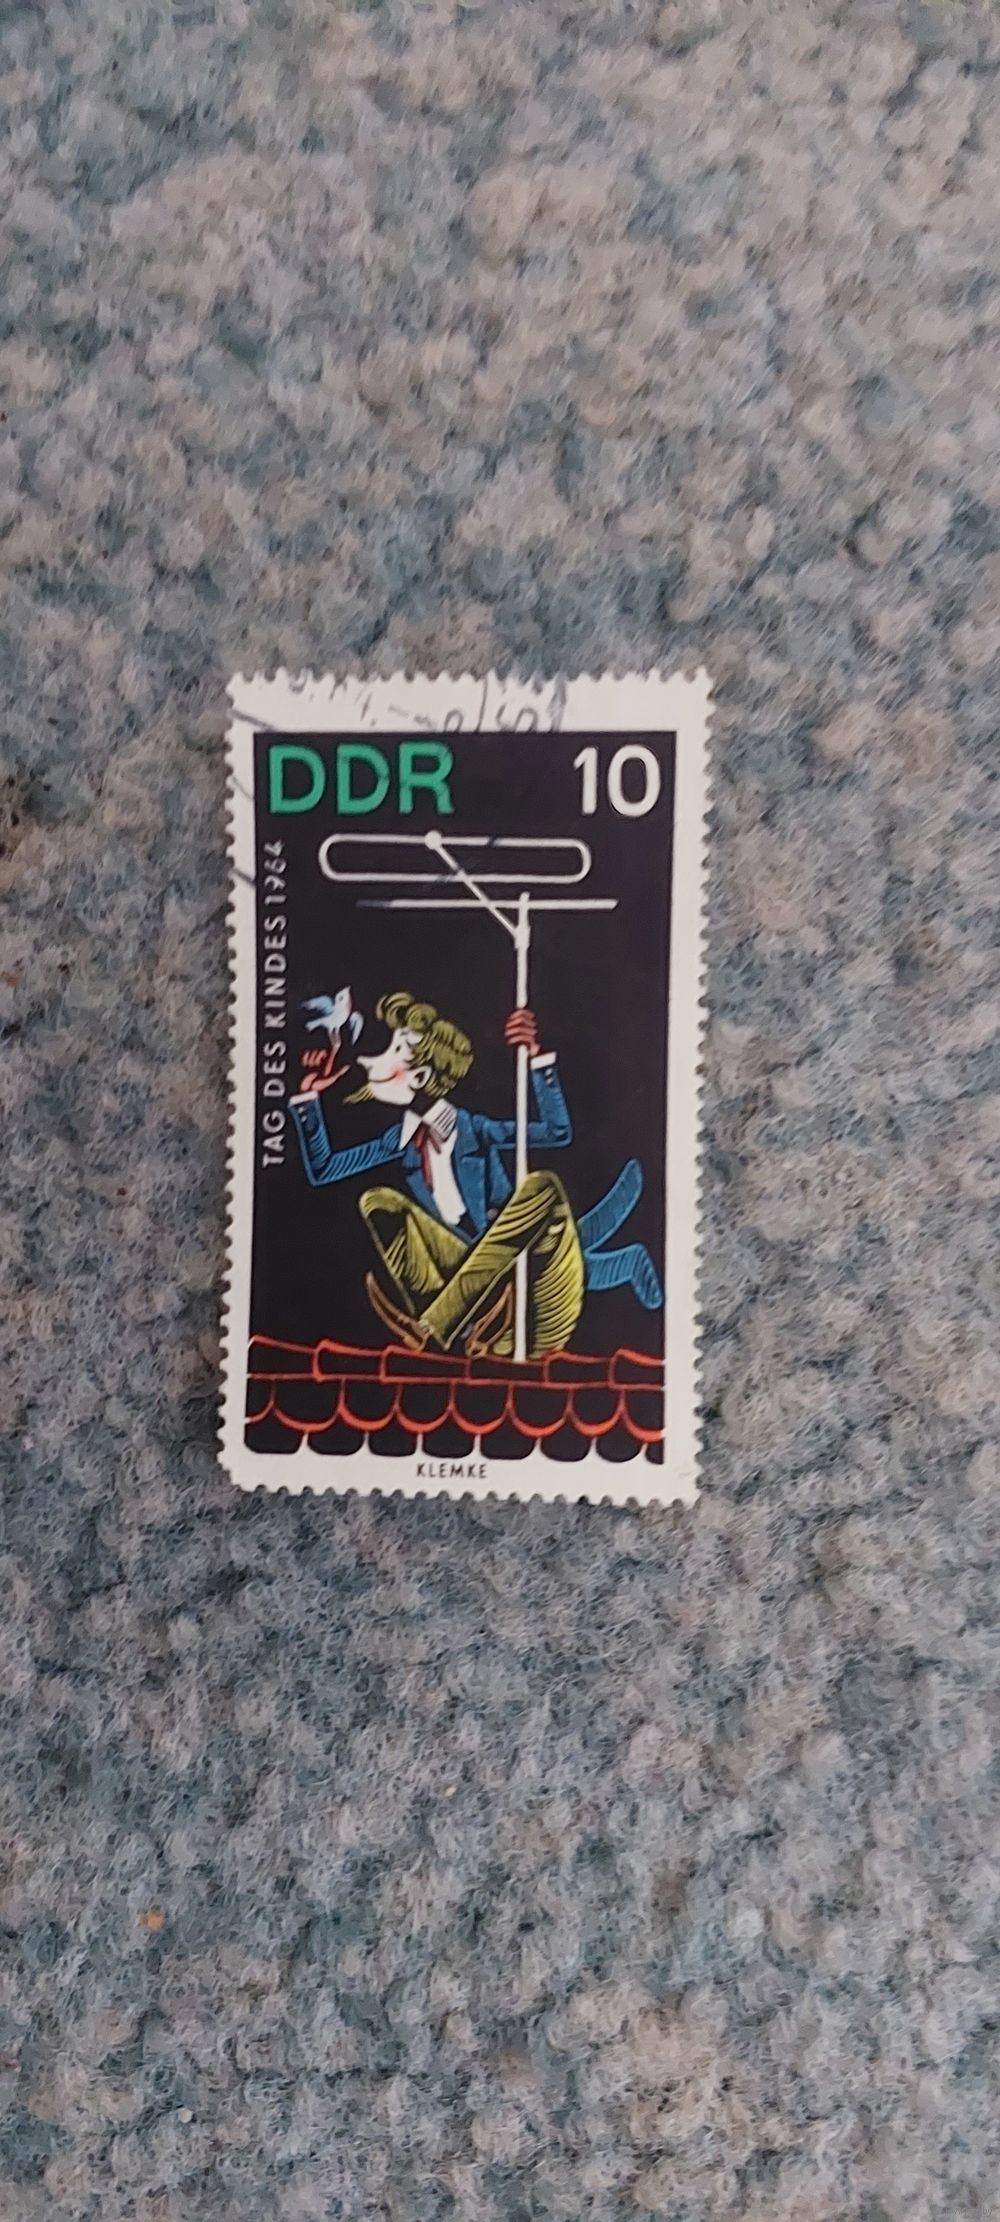 DDR 10
TAG DES KINDES 1964
KLEMKE